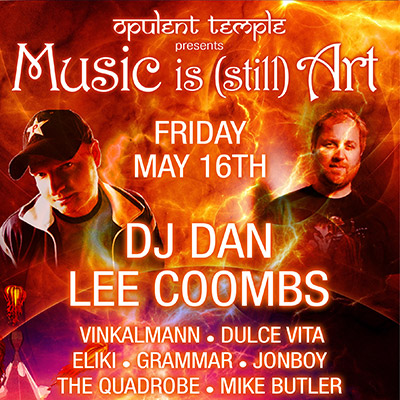 Opulent Temple
presents
Music is (still) Art
FRIDAY
MAY 16TH
DJ DAN
LEE COOMBS
VINKALMANN • DULCE VITA
ELIKI • GRAMMAR • JONBOY
THE QUADROBE • MIKE BUTLER